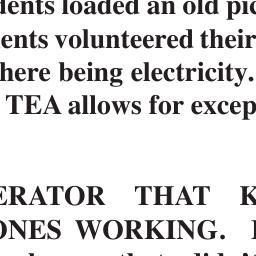 dents loaded an old pic
ents volunteered their
here being electricity.
TEA allows for excep
ERATOR THAT K
ONES WORKING.